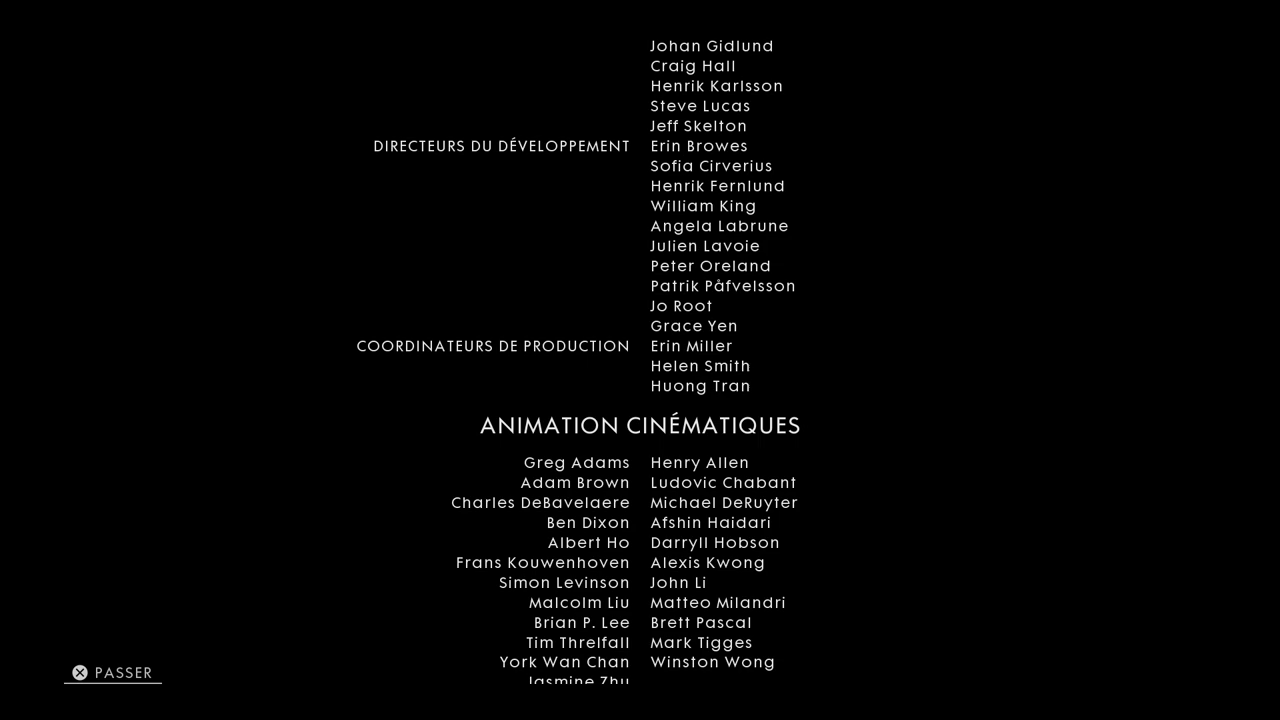 Johan Gidlund
Craig Hall
Henrik Karlsson
Steve Lucas
Jeff Skelton
DIRECTEURS DU DÉVELOPPEMENT Erin Browes
Sofia Cirverius
Henrik Fernlund
William King
Angela Labrune
Julien Lavoie
Peter Oreland
Patrik Påfvelsson
Jo Root
Grace Yen
COORDINATEURS DE PRODUCTION Erin Miller
Helen Smith
Huong Tran
ANIMATION CINÉMATIQUES
Greg Adams Henry Allen
Adam Brown Ludovic Chabant
Charles DeBavelaere Michael DeRuyter
Ben Dixon Afshin Haidari
Albert Ho Darryll Hobson
Frans Kouwenhoven Alexis Kwong
Simon Levinson John Li
Malcolm Liu Matteo Milandri
Brian P. Lee Brett Pascal
Tim Threlfall Mark Tigges
York Wan Chan Winston Wong
Jasmine Zhu
PASSER